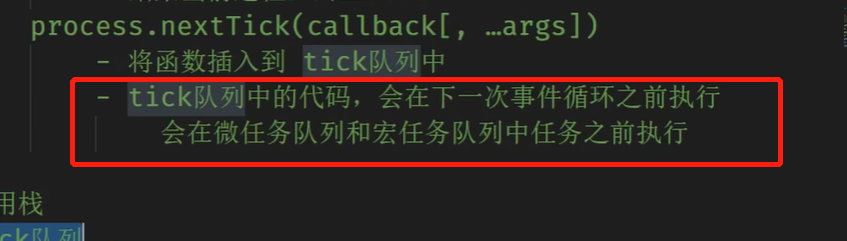 process.nextTick(callback[, …args])
- 将函数插入到 tick队列中
- tick队列中的代码，会在下一次事件循环之前执行
会在微任务队列和宏任务队列中任务之前执行
用栈
ck队列